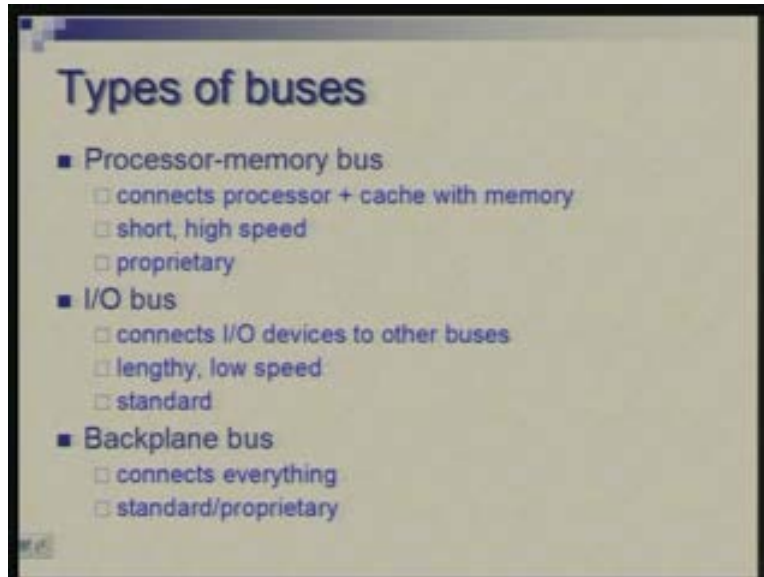 Types of buses
Processor-memory bus
connects processor + cache with memory
short, high speed
proprietary
I/O bus
connects I/O devices to other buses
lengthy, low speed
standard
Backplane bus
connects everything
standard/proprietary